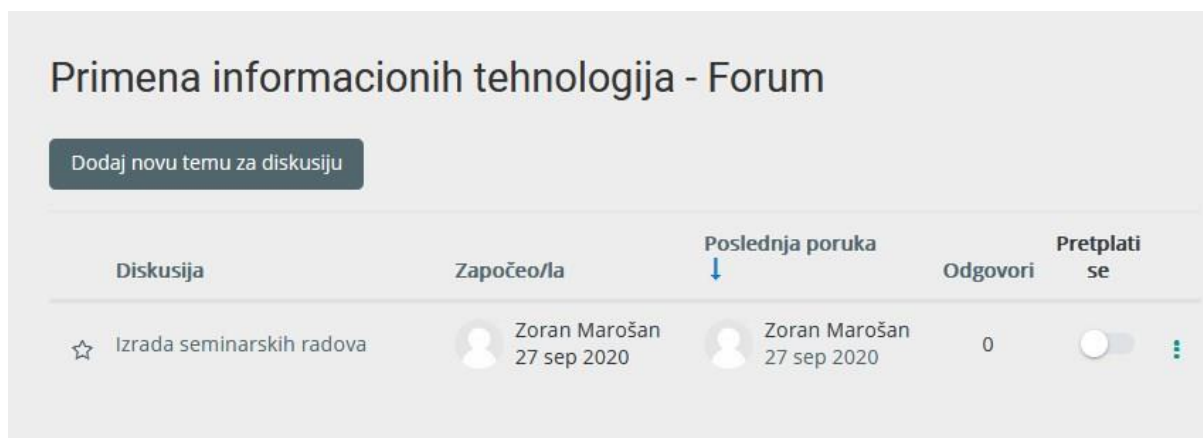 Primena informacionih tehnologija - Forum
Dodaj novu temu za diskusiju
Diskusija
Započeo/la
Poslednja poruka
Odgovori
Pretplati
se
Izrada seminarskih radova
Zoran Marošan
27 sep 2020
Zoran Marošan
27 sep 2020
0